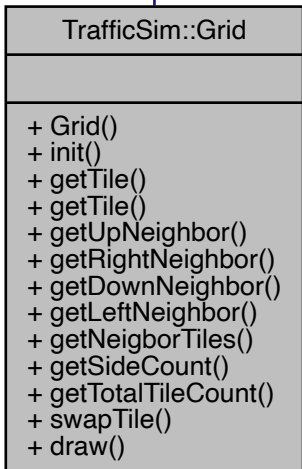 TrafficSim::Grid
+ Grid()
+ init()
+ getTile()
+ getTile()
+ getUpNeighbor()
+ getRightNeighbor()
+ getDownNeighbor()
+ getLeftNeighbor()
+ getNeigborTiles()
+ getSideCount()
+ getTotalTileCount()
+ swapTile()
+ draw()